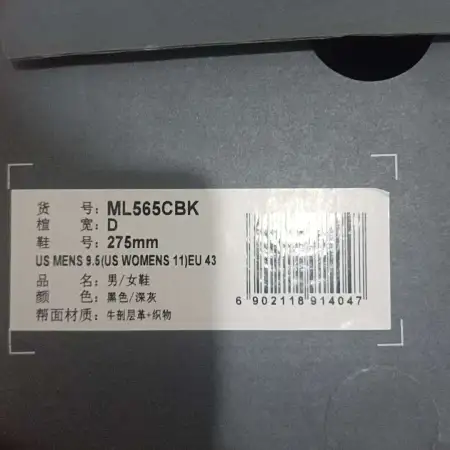 货 号: ML565CBK
楦 宽: D
鞋 号: 275mm
US MENS 9.5(US WOMENS 11)EU 43
品 名: 男/女鞋
颜 色: 黑色/深灰
帮面材质: 牛剖层革+织物
6 902118 914047